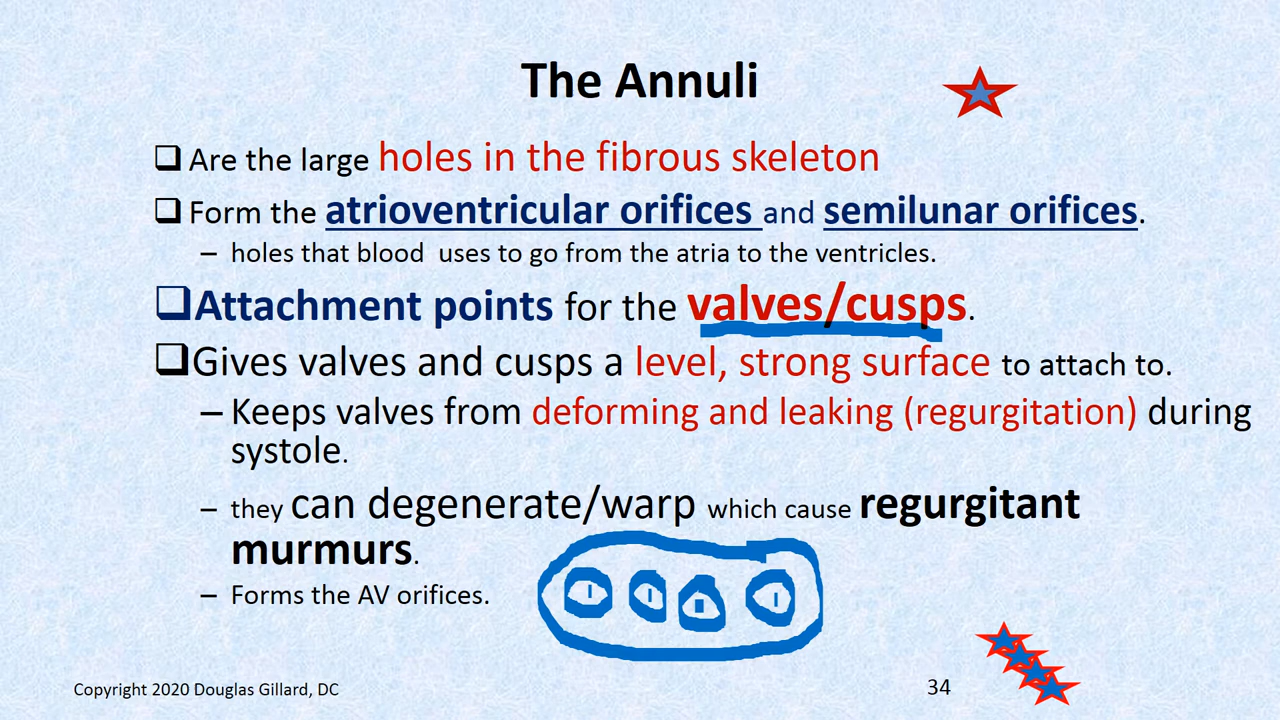 The Annuli
❑ Are the large holes in the fibrous skeleton
❑ Form the atrioventricular orifices and semilunar orifices.
– holes that blood uses to go from the atria to the ventricles.
❑Attachment points for the valves/cusps.
❑Gives valves and cusps a level, strong surface to attach to.
– Keeps valves from deforming and leaking (regurgitation) during
systole.
– they can degenerate/warp which cause regurgitant
murmurs.
– Forms the AV orifices.
Copyright 2020 Douglas Gillard, DC
34